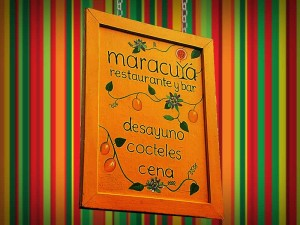 maracuyá
restaurante y bar
desayuno
cocteles
cena